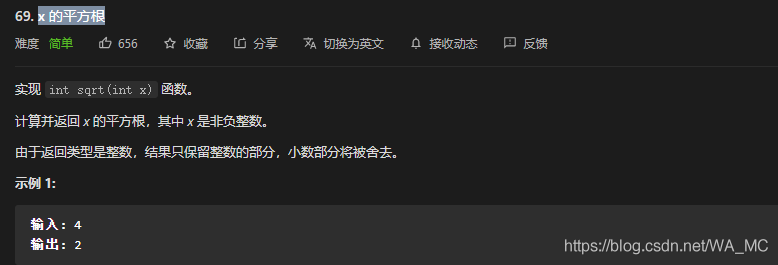 69. x 的平方根
难度 简单 656 收藏 分享 切换为英文 接收动态 反馈
实现 int sqrt(int x) 函数。
计算并返回 x 的平方根，其中 x 是非负整数。
由于返回类型是整数，结果只保留整数的部分，小数部分将被舍去。
示例 1:
输入: 4
输出: 2
https://blog.csdn.net/WA_MC